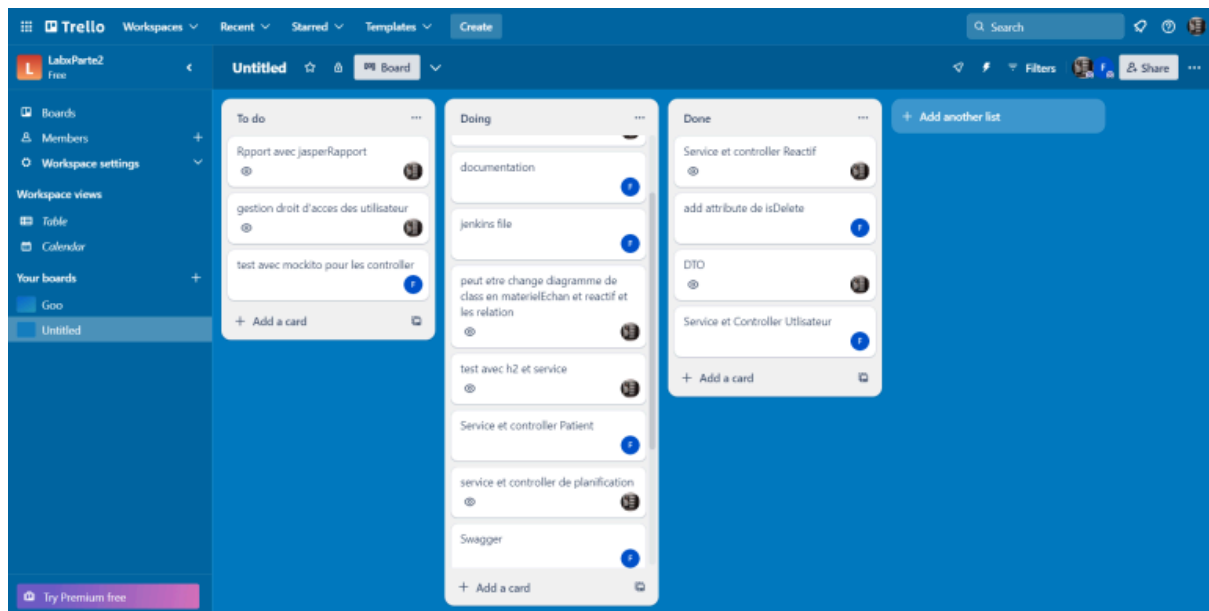 Trello Workspaces Recent Starred Templates Create Search
L LabxParte2
Free
Untitled Board Filters F Share
Boards
Members
Workspace settings
Workspace views
Table
Calendar
Your boards
Goo
Untitled
Try Premium free
To do
Rpport avec jasperRapport
gestion droit d'acces des utilisateur
test avec mockito pour les controller
F
Add a card
Doing
documentation
F
jenkins file
F
peut etre change diagramme de
class en materielEchan et reactif et
les relation
test avec h2 et service
Service et controller Patient
F
service et controller de planification
Swagger
F
Add a card
Done
Service et controller Reactif
add attribute de isDelete
F
DTO
Service et Controller Utlisateur
F
Add a card
Add another list